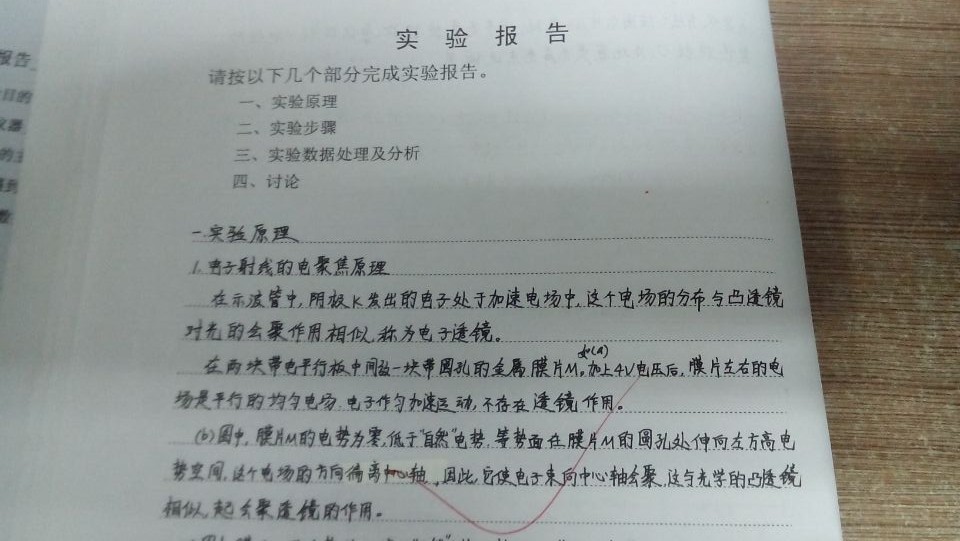 实 验 报 告
请按以下几个部分完成实验报告。
一、实验原理
二、实验步骤
三、实验数据处理及分析
四、讨论
报告
目的
仪器
一.实验原理
1.电子射线的电聚焦原理
在示波管中,阴极K发出的电子处于加速电场中,这个电场的分布与凸透镜
对光的会聚作用相似,称为电子透镜。
在两块带电平行板中间放一块带圆孔的金属膜片M。加上4V电压后,膜片左右的电
场是平行的均匀电场,电子作匀加速运动,不存在透镜作用。
(b)图中,膜片M的电势为零,低于"自然"电势,等势面在膜片M的圆孔处伸向左方高电
势空间,这个电场的方向偏离中心轴,因此,它使电子束向中心轴会聚,这与光学的凸透镜
相似,起会聚透镜的作用。